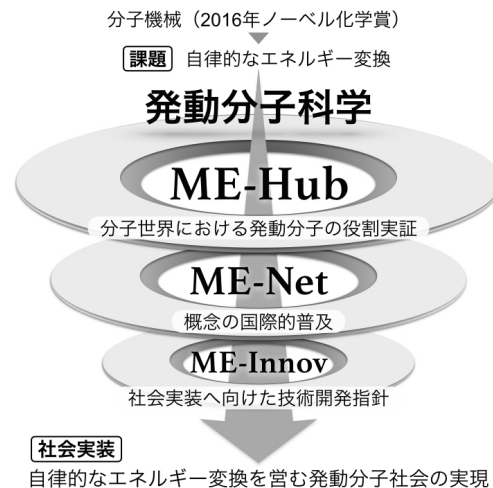 分子機械（2016年ノーベル化学賞）
課題 自律的なエネルギー変換
発動分子科学
ME-Hub
分子世界における発動分子の役割実証
ME-Net
概念の国際的普及
ME-Innov
社会実装へ向けた技術開発指針
社会実装
自律的なエネルギー変換を営む発動分子社会の実現